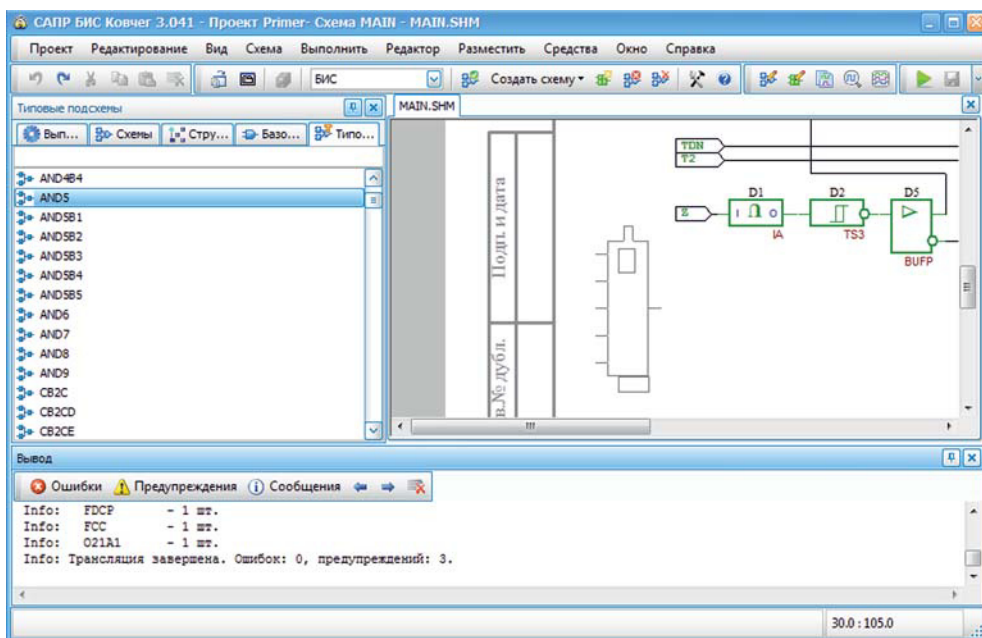 САПР БИС Ковчег 3.041 - Проект Primer- Схема MAIN - MAIN.SHM
Проект Редактирование Вид Схема Выполнить Редактор Разместить Средства Окно Справка
БИС Создать схему
Типовые подсхемы
MAIN.SHM
Вып... Схемы Стру... Базо... Типо...
AND4B4
AND5
AND5B1
AND5B2
AND5B3
AND5B4
AND5B5
AND6
AND7
AND8
AND9
CB2C
CB2CD
CB2CE
Подп. и дата
в.№ дубл.
TDN
T2
D1 D2 D5
Z I O
IA TS3 BUFP
Вывод
Ошибки Предупреждения Сообщения
Info: FDCP - 1 шт.
Info: FCC - 1 шт.
Info: O21A1 - 1 шт.
Info: Трансляция завершена. Ошибок: 0, предупреждений: 3.
30.0 : 105.0